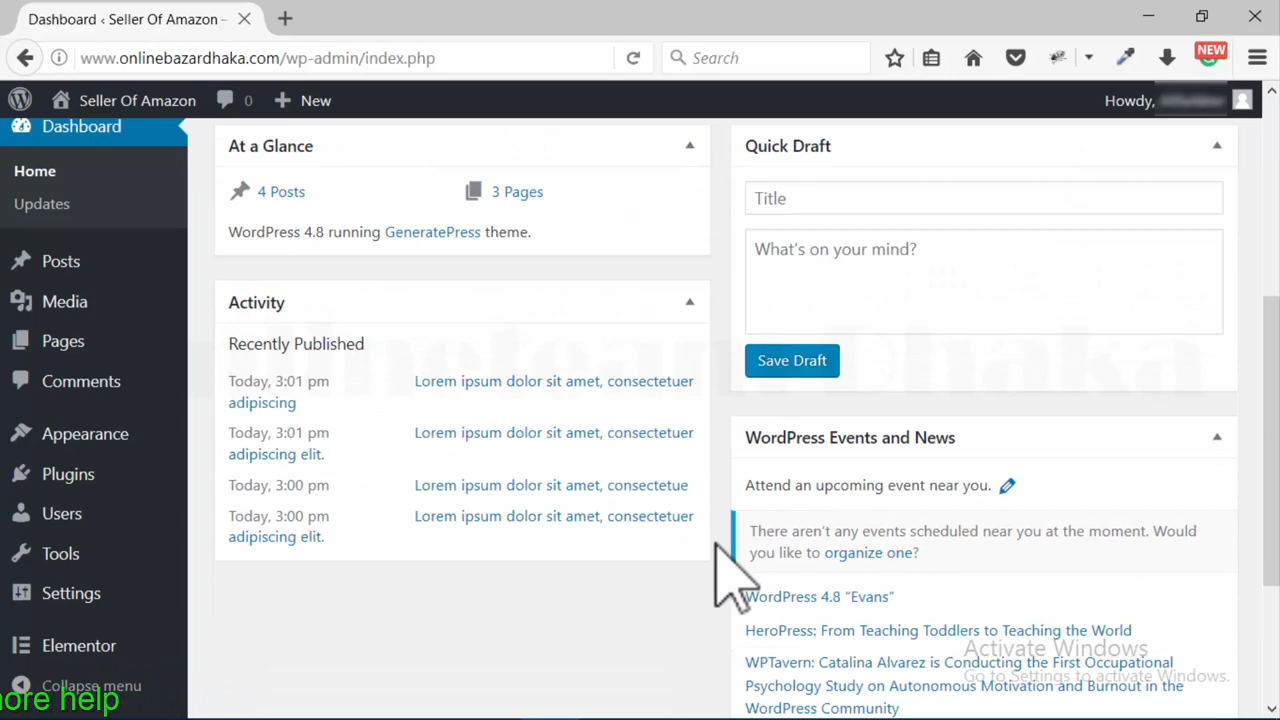 Dashboard ‹ Seller Of Amazon –
www.onlinebazardhaka.com/wp-admin/index.php
Search
NEW
Seller Of Amazon
0
New
Howdy,
Dashboard
Home
Updates
Posts
Media
Pages
Comments
Appearance
Plugins
Users
Tools
Settings
Elementor
Collapse menu
At a Glance
4 Posts
3 Pages
WordPress 4.8 running GeneratePress theme.
Activity
Recently Published
Today, 3:01 pm Lorem ipsum dolor sit amet, consectetuer
adipiscing
Today, 3:01 pm Lorem ipsum dolor sit amet, consectetuer
adipiscing elit.
Today, 3:00 pm Lorem ipsum dolor sit amet, consectetue
Today, 3:00 pm Lorem ipsum dolor sit amet, consectetuer
adipiscing elit.
Quick Draft
Title
What's on your mind?
Save Draft
WordPress Events and News
Attend an upcoming event near you.
There aren't any events scheduled near you at the moment. Would
you like to organize one?
WordPress 4.8 "Evans"
HeroPress: From Teaching Toddlers to Teaching the World
WPTavern: Catalina Alvarez is Conducting the First Occupational
Psychology Study on Autonomous Motivation and Burnout in the
WordPress Community
Activate Windows
Go to Settings to activate Windows.
Dhaka
help